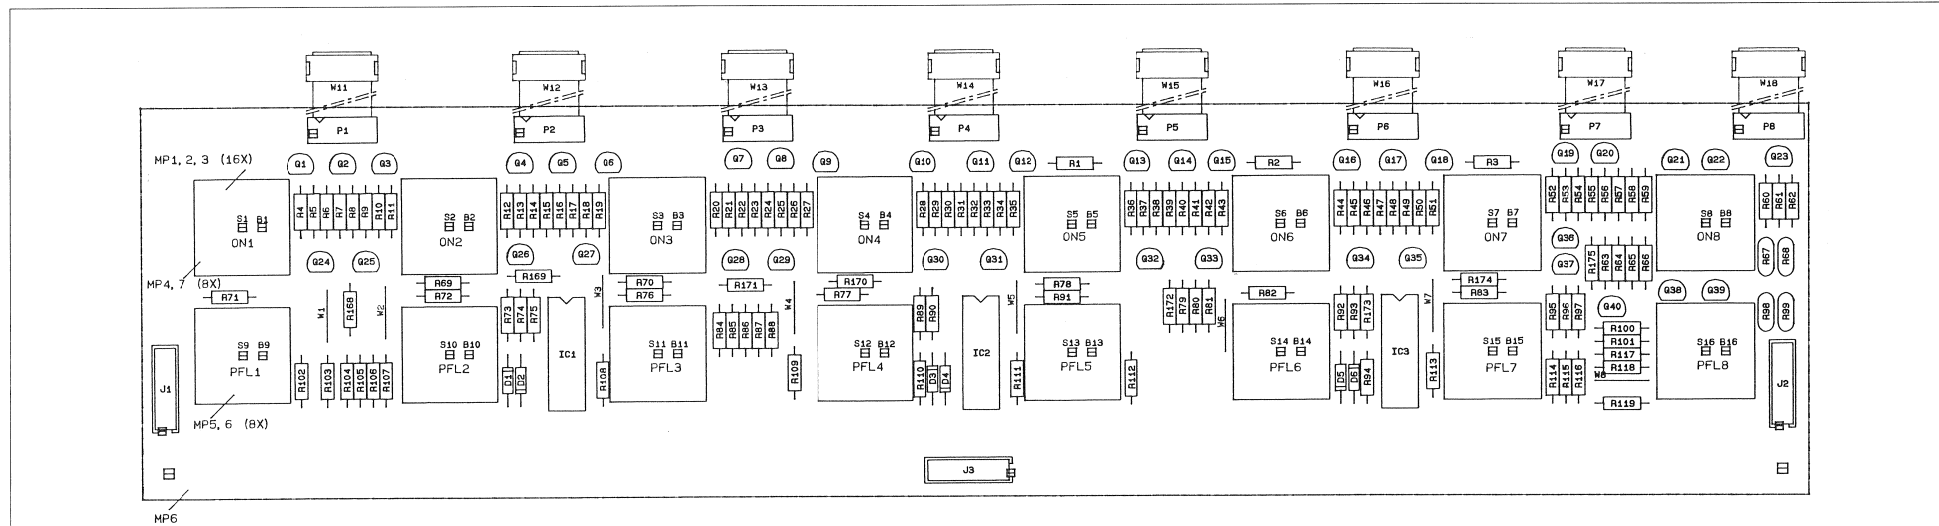 W11 W12 W13 W14 W15 W16 W17 W18
P1 P2 P3 P4 P5 P6 P7 P8
MP1, 2, 3 (16X)
Q1 Q2 Q3 Q4 Q5 Q6 Q7 Q8 Q9 Q10 Q11 Q12 R1 Q13 Q14 Q15 R2 Q16 Q17 Q18 R3 Q19 Q20 Q21 Q22 Q23
R4 R5 R6 R7 R8 R9 R10 R11 R12 R13 R14 R15 R16 R17 R18 R19 R20 R21 R22 R23 R24 R25 R26 R27 R28 R29 R30 R31 R32 R33 R34 R35 R36 R37 R38 R39 R40 R41 R42 R43 R44 R45 R46 R47 R48 R49 R50 R51 R52 R53 R54 R55 R56 R57 R58 R59 R60 R61 R62
S1 B1 S2 B2 S3 B3 S4 B4 S5 B5 S6 B6 S7 B7 S8 B8
ON1 ON2 ON3 ON4 ON5 ON6 ON7 ON8
Q24 Q25 Q26 Q27 Q28 Q29 Q30 Q31 Q32 Q33 Q34 Q35 Q36 Q37 R175 R63 R64 R65 R66 R67 R68
MP4, 7 (8X)
R69 R169 R70 R171 R170 R78 R174
R71 R72 R76 R77 R91 R82 R83 Q38 Q39
W1 R168 W2 R73 R74 R75 W3 R84 R85 R86 R87 R88 W4 R89 R90 W5 R172 R79 R80 R81 W6 R92 R93 R173 W7 R95 R96 R97 Q40 R98 R99
R100
R101
R117
R118
W8
R119
IC1 IC2 IC3
S9 B9 S10 B10 S11 B11 S12 B12 S13 B13 S14 B14 S15 B15 S16 B16
PFL1 PFL2 PFL3 PFL4 PFL5 PFL6 PFL7 PFL8
J1 R102 R103 R104 R105 R106 R107 D1 D2 R108 R109 R110 D3 D4 R111 R112 D5 D6 R94 R113 R114 R115 R116 J2
MP5, 6 (8X)
J3
MP6